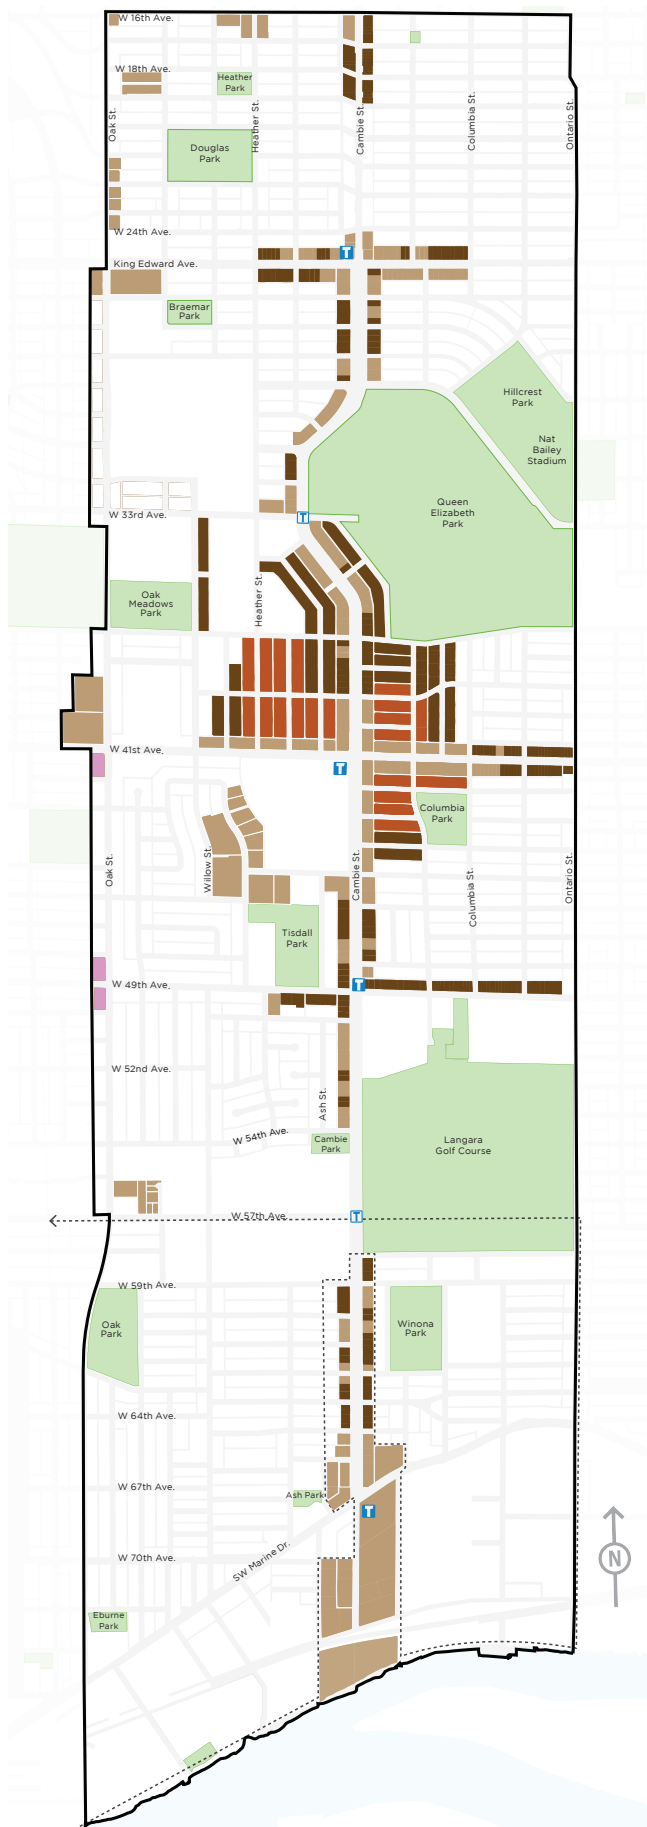 W 16th Ave.
W 18th Ave.
Heather
Park
Oak St.
Heather St.
Cambie St.
Columbia St.
Ontario St.
Douglas
Park
W 24th Ave.
T
King Edward Ave.
Braemar
Park
Hillcrest
Park
Nat
Bailey
Stadium
Queen
Elizabeth
Park
W 33rd Ave.
T
Oak
Meadows
Park
Heather St.
W 41st Ave.
T
Columbia
Park
Oak St.
Willow St.
Cambie St.
Columbia St.
Ontario St.
Tisdall
Park
W 49th Ave.
T
W 52nd Ave.
Ash St.
W 54th Ave.
Cambie
Park
Langara
Golf Course
W 57th Ave.
T
W 59th Ave.
Oak
Park
Winona
Park
W 64th Ave.
W 67th Ave.
Ash Park
T
SW Marine Dr.
W 70th Ave.
N
Eburne
Park